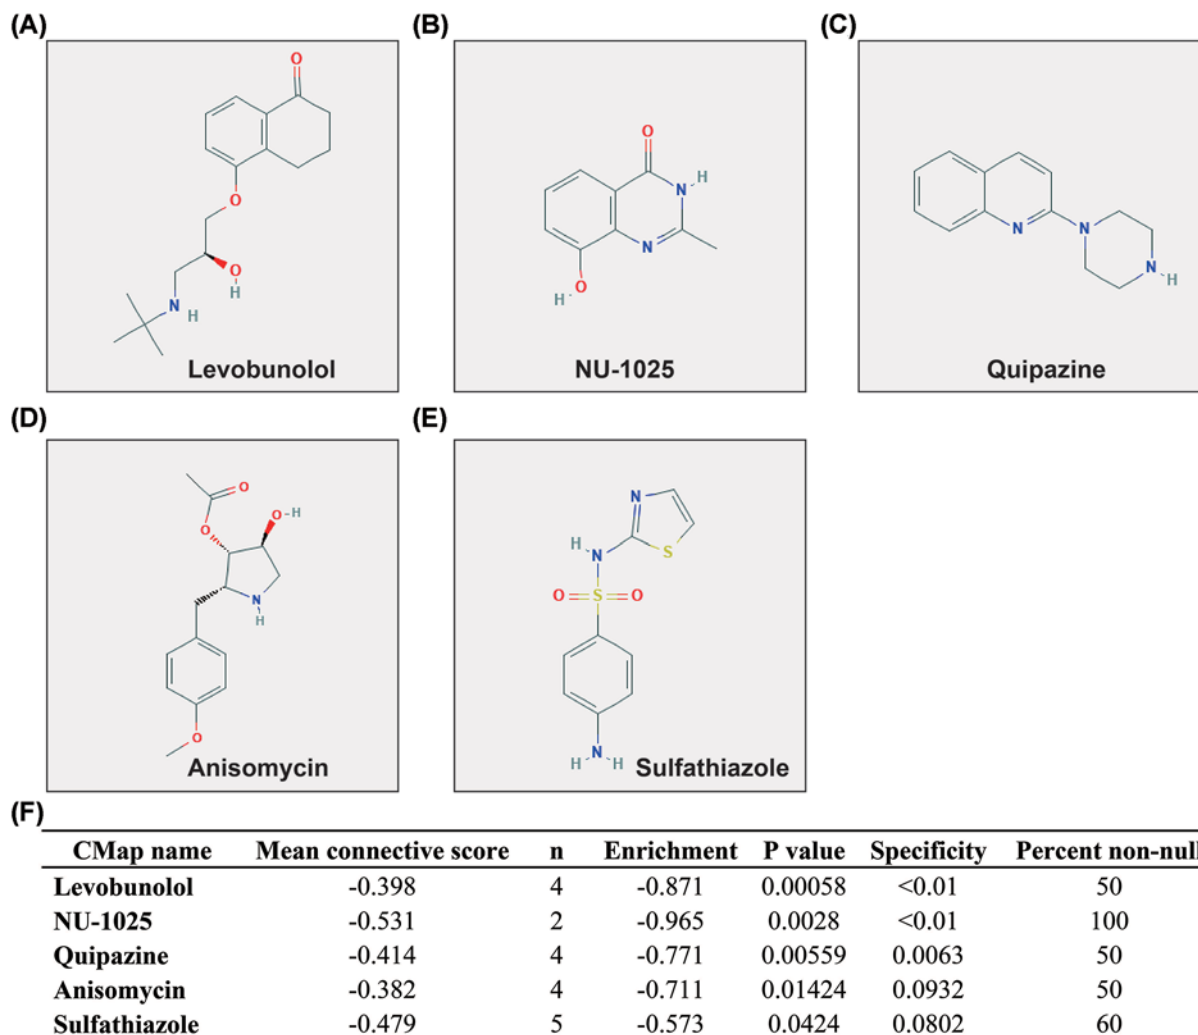 (A)
(B)
(C)
O
O
H
N
O
N
O
H
N
H
N
O
H
N
N
N
H
Levobunolol
NU-1025
Quipazine
(D)
(E)
O
O
O
H
N
H
O
N
S
H
N
O
S
O
N
H
H
Anisomycin
Sulfathiazole
(F)
CMap name Mean connective score n Enrichment P value Specificity Percent non-null
Levobunolol -0.398 4 -0.871 0.00058 <0.01 50
NU-1025 -0.531 2 -0.965 0.0028 <0.01 100
Quipazine -0.414 4 -0.771 0.00559 0.0063 50
Anisomycin -0.382 4 -0.711 0.01424 0.0932 50
Sulfathiazole -0.479 5 -0.573 0.0424 0.0802 60